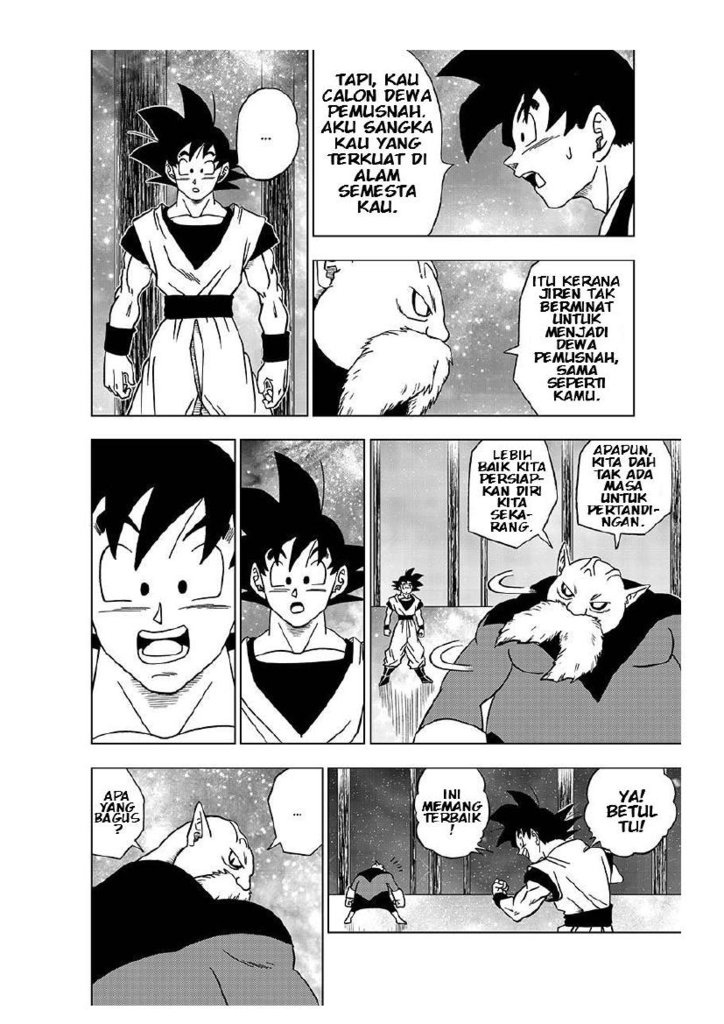 TAPI, KAU
CALON DEWA
PEMUSNAH.
AKU SANGKA
KAU YANG
TERKUAT DI
ALAM
SEMESTA
KAU.
ITU KERANA
JIREN TAK
BERMINAT
UNTUK
MENJADI
DEWA
PEMUSNAH,
SAMA
SEPERTI
KAMU.
...
APAPUN,
KITA DAH
TAK ADA
MASA
UNTUK
PERTANDI-
NGAN.
LEBIH
BAIK KITA
PERSIAP-
KAN DIRI
KITA
SEKA-
RANG.
YA!
BETUL
TU!
INI
MEMANG
TERBAIK
!
...
APA
YANG
BAGUS
?